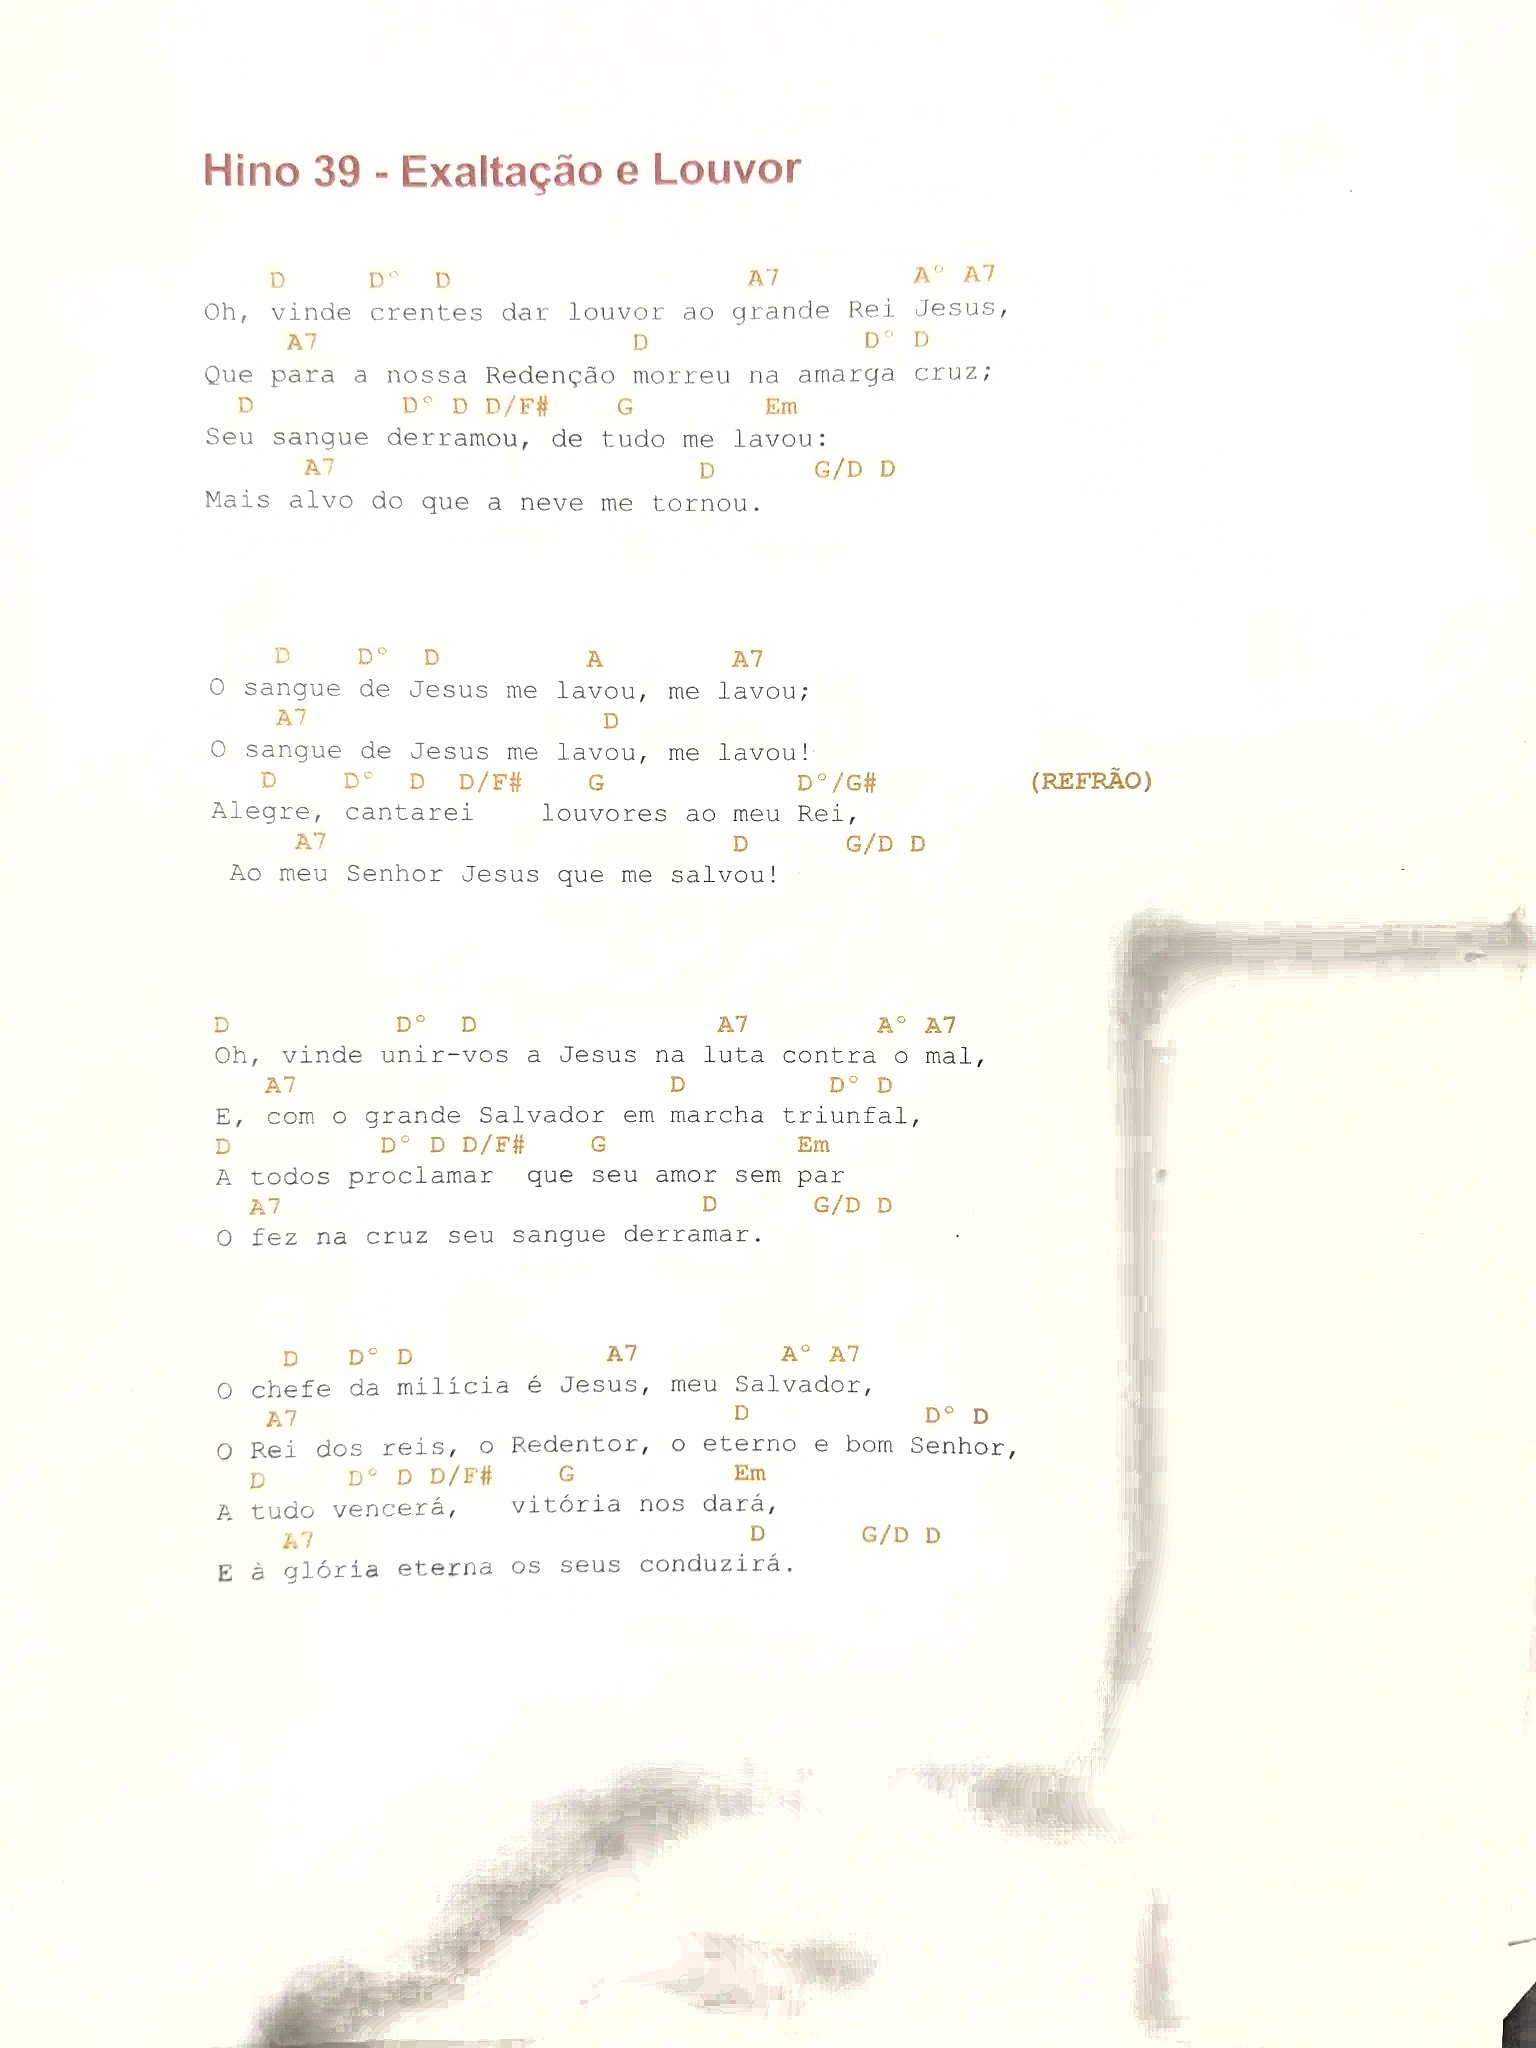 Hino 39 - Exaltação e Louvor
D D° D A7 A° A7
Oh, vinde crentes dar louvor ao grande Rei Jesus,
A7 D D° D
Que para a nossa Redenção morreu na amarga cruz;
D D° D D/F# G Em
Seu sangue derramou, de tudo me lavou:
A7 D G/D D
Mais alvo do que a neve me tornou.
D D° D A A7
O sangue de Jesus me lavou, me lavou;
A7 D
O sangue de Jesus me lavou, me lavou!
D D° D D/F# G D°/G# (REFRÃO)
Alegre, cantarei louvores ao meu Rei,
A7 D G/D D
Ao meu Senhor Jesus que me salvou!
D D° D A7 A° A7
Oh, vinde unir-vos a Jesus na luta contra o mal,
A7 D D° D
E, com o grande Salvador em marcha triunfal,
D D° D D/F# G Em
A todos proclamar que seu amor sem par
A7 D G/D D
O fez na cruz seu sangue derramar.
D D° D A7 A° A7
O chefe da milícia é Jesus, meu Salvador,
A7 D D° D
O Rei dos reis, o Redentor, o eterno e bom Senhor,
D D° D D/F# G Em
A tudo vencerá, vitória nos dará,
A7 D G/D D
E à glória eterna os seus conduzirá.